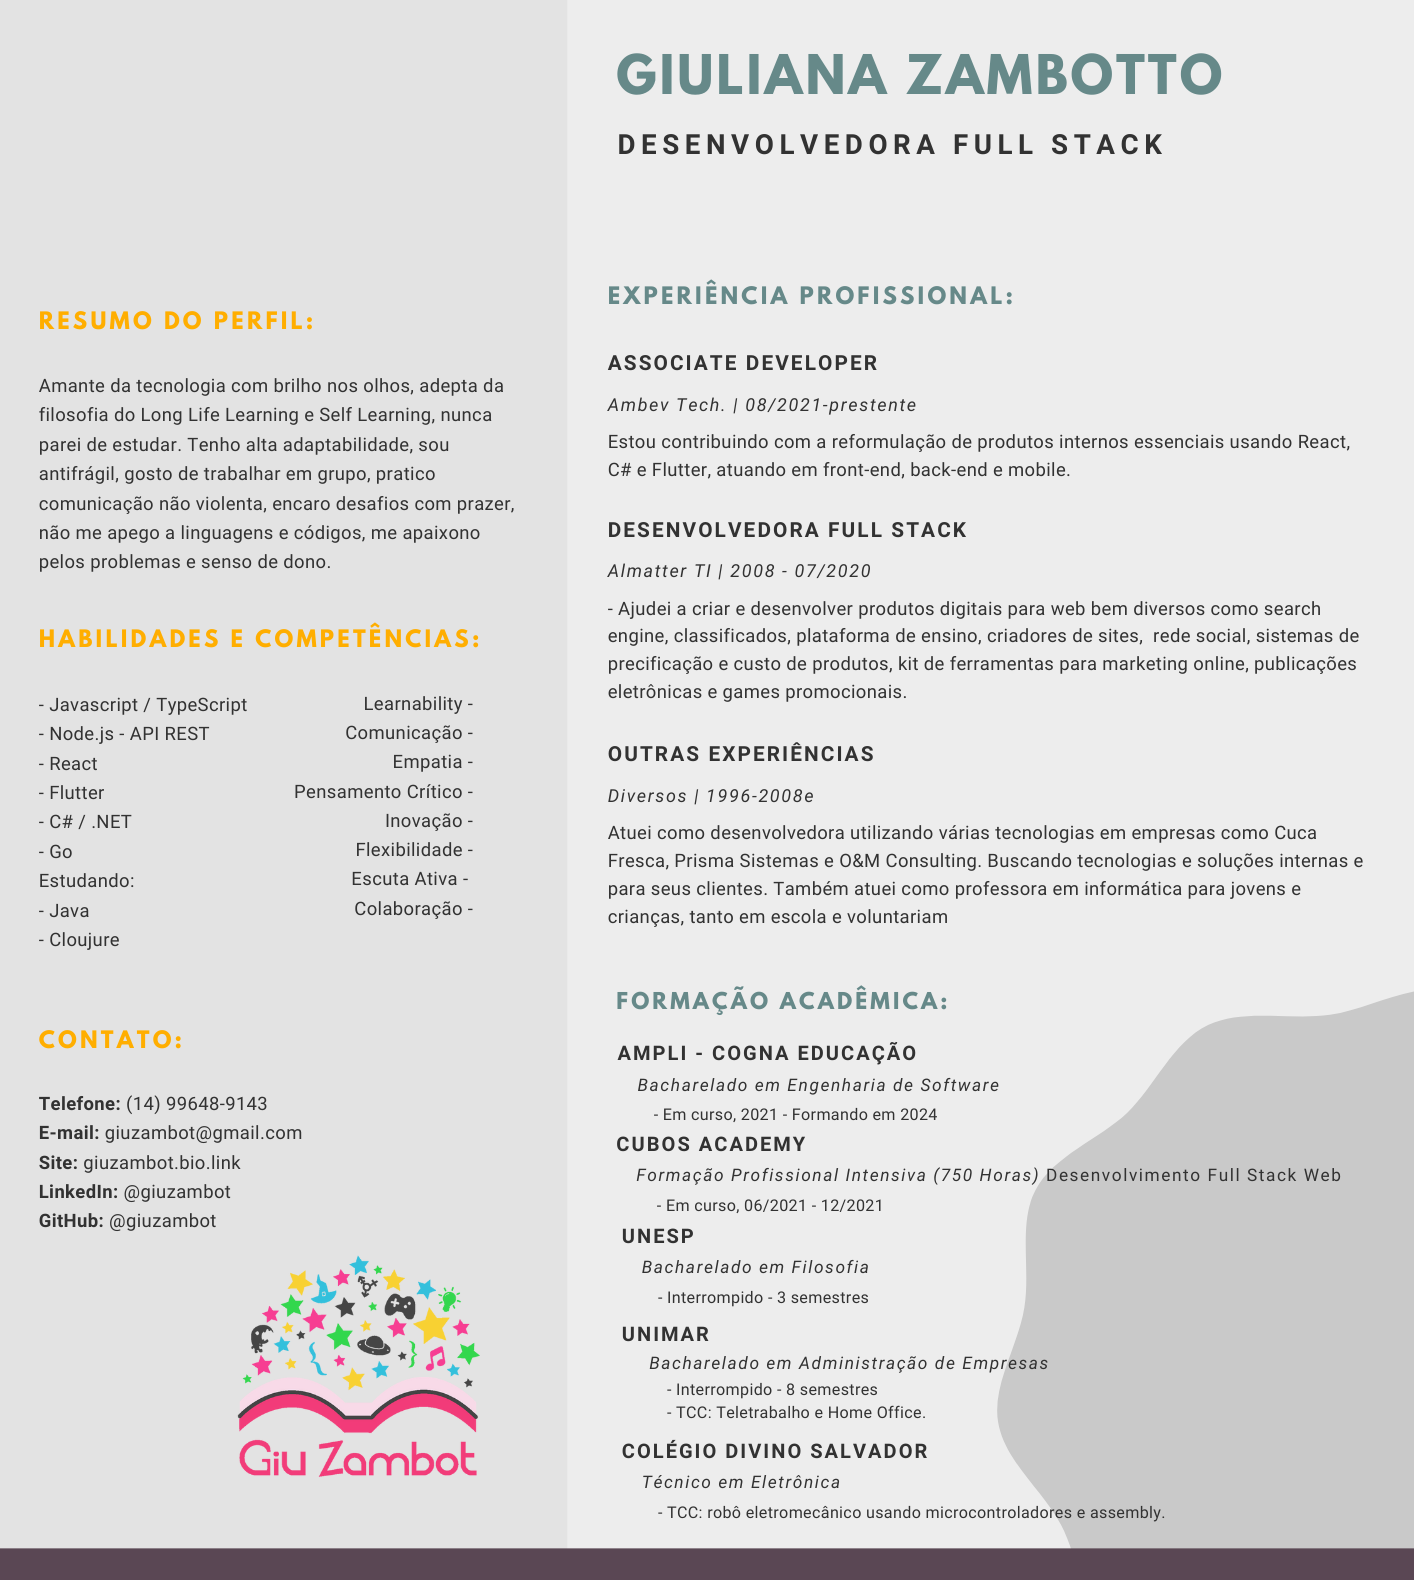 GIULIANA ZAMBOTTO
DESENVOLVEDORA FULL STACK
RESUMO DO PERFIL:
Amante da tecnologia com brilho nos olhos, adepta da
filosofia do Long Life Learning e Self Learning, nunca
parei de estudar. Tenho alta adaptabilidade, sou
antifrágil, gosto de trabalhar em grupo, pratico
comunicação não violenta, encaro desafios com prazer,
não me apego a linguagens e códigos, me apaixono
pelos problemas e senso de dono.
HABILIDADES E COMPETÊNCIAS:
- Javascript / TypeScript
- Node.js - API REST
- React
- Flutter
- C# / .NET
- Go
Estudando:
- Java
- Cloujure
Learnability -
Comunicação -
Empatia -
Pensamento Crítico -
Inovação -
Flexibilidade -
Escuta Ativa -
Colaboração -
CONTATO:
Telefone: (14) 99648-9143
E-mail: giuzambot@gmail.com
Site: giuzambot.bio.link
LinkedIn: @giuzambot
GitHub: @giuzambot
Giu Zambot
EXPERIÊNCIA PROFISSIONAL:
ASSOCIATE DEVELOPER
Ambev Tech. | 08/2021-prestente
Estou contribuindo com a reformulação de produtos internos essenciais usando React,
C# e Flutter, atuando em front-end, back-end e mobile.
DESENVOLVEDORA FULL STACK
Almatter TI | 2008 - 07/2020
- Ajudei a criar e desenvolver produtos digitais para web bem diversos como search
engine, classificados, plataforma de ensino, criadores de sites,  rede social, sistemas de
precificação e custo de produtos, kit de ferramentas para marketing online, publicações
eletrônicas e games promocionais.
OUTRAS EXPERIÊNCIAS
Diversos | 1996-2008e
Atuei como desenvolvedora utilizando várias tecnologias em empresas como Cuca
Fresca, Prisma Sistemas e O&M Consulting. Buscando tecnologias e soluções internas e
para seus clientes. Também atuei como professora em informática para jovens e
crianças, tanto em escola e voluntariam
FORMAÇÃO ACADÊMICA:
AMPLI - COGNA EDUCAÇÃO
Bacharelado em Engenharia de Software
- Em curso, 2021 - Formando em 2024
CUBOS ACADEMY
Formação Profissional Intensiva (750 Horas) Desenvolvimento Full Stack Web
- Em curso, 06/2021 - 12/2021
UNESP
Bacharelado em Filosofia
- Interrompido - 3 semestres
UNIMAR
Bacharelado em Administração de Empresas
- Interrompido - 8 semestres
- TCC: Teletrabalho e Home Office.
COLÉGIO DIVINO SALVADOR
Técnico em Eletrônica
- TCC: robô eletromecânico usando microcontroladores e assembly.